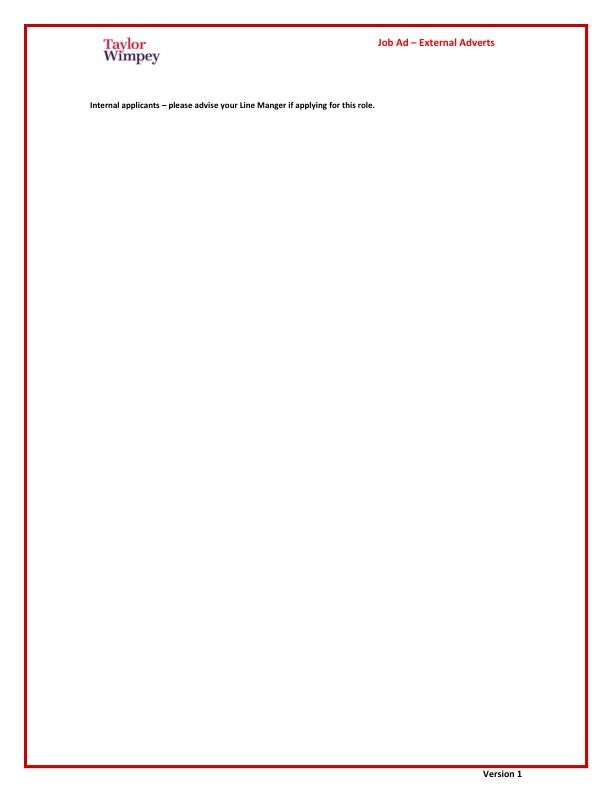 Taylor
Wimpey
Job Ad – External Adverts
Internal applicants – please advise your Line Manger if applying for this role.
Version 1